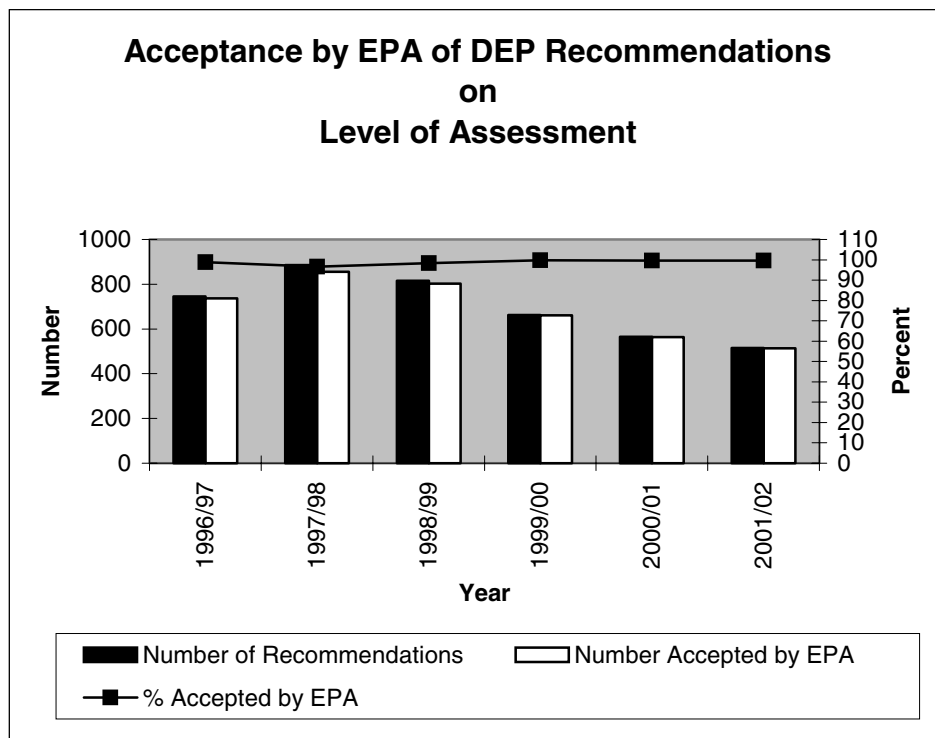 Acceptance by EPA of DEP Recommendations
on
Level of Assessment
Number
1000
800
600
400
200
0
110
100
90
80
70
60
50
40
30
20
10
0
Percent
1996/97
1997/98
1998/99
1999/00
2000/01
2001/02
Year
Number of Recommendations
Number Accepted by EPA
% Accepted by EPA